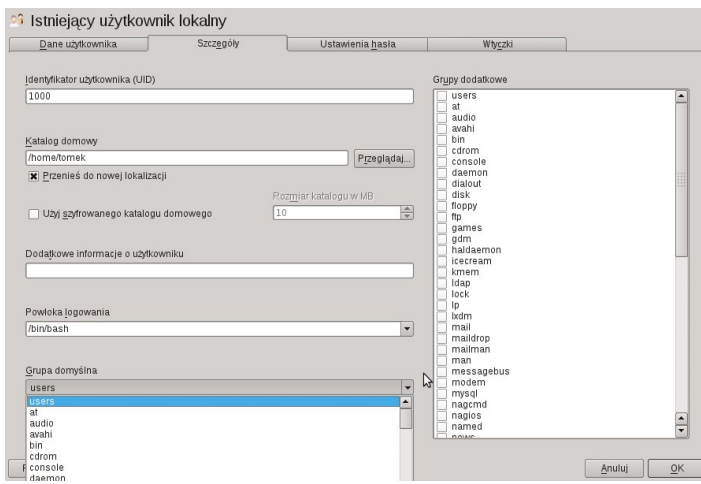 Istniejący użytkownik lokalny
Dane użytkownika
Szczegóły
Ustawienia hasła
Wtyczki
Identyfikator użytkownika (UID)
1000
Katalog domowy
/home/tomek
Przeglądaj...
Przenieś do nowej lokalizacji
Rozmiar katalogu w MB
Użyj szyfrowanego katalogu domowego
10
Dodatkowe informacje o użytkowniku
Powłoka logowania
/bin/bash
Grupa domyślna
users
users
at
audio
avahi
bin
cdrom
console
daemon
Grupy dodatkowe
users
at
audio
avahi
bin
cdrom
console
daemon
dialout
disk
floppy
ftp
games
gdm
haldaemon
icecream
kmem
ldap
lock
lp
lxdm
mail
maildrop
mailman
man
messagebus
modem
mysql
nagcmd
nagios
named
news
Anuluj
OK